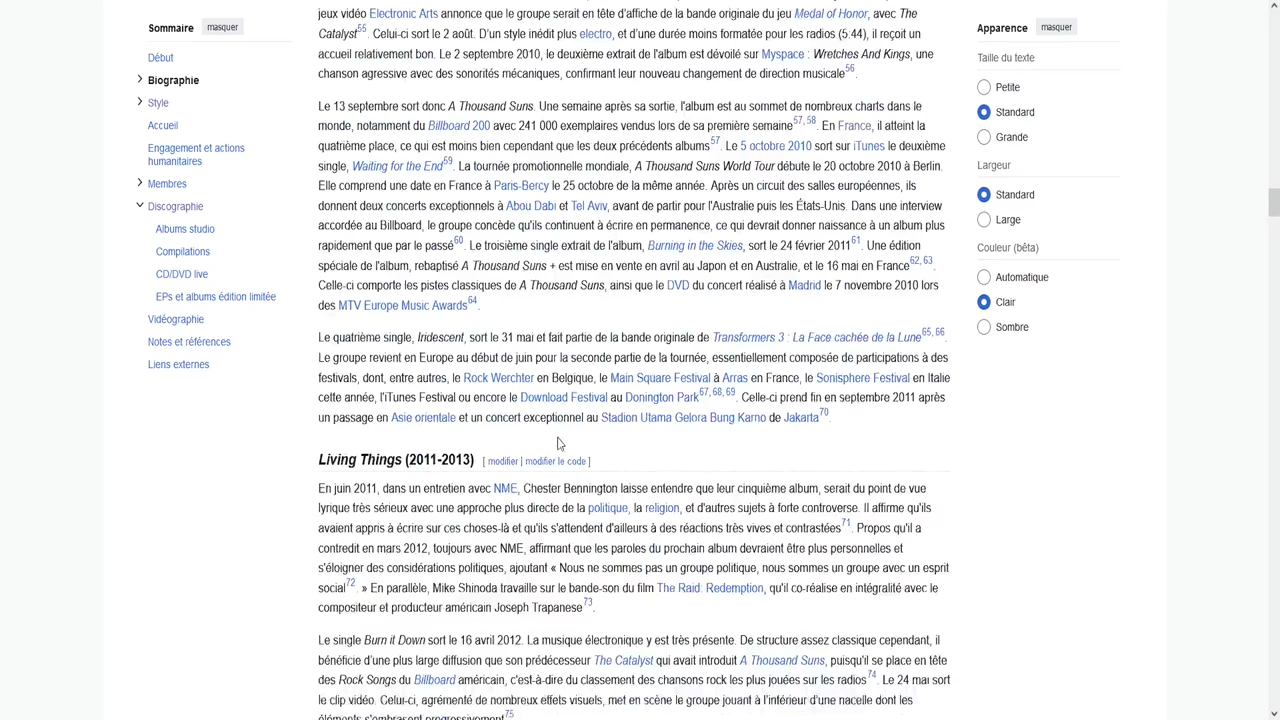 Sommaire masquer
Début
Biographie
Style
Accueil
Engagement et actions
humanitaires
Membres
Discographie
Albums studio
Compilations
CD/DVD live
EPs et albums édition limitée
Vidéographie
Notes et références
Liens externes
jeux vidéo Electronic Arts annonce que le groupe serait en tête d'affiche de la bande originale du jeu Medal of Honor, avec The
Catalyst55. Celui-ci sort le 2 août. D'un style inédit plus electro, et d'une durée moins formatée pour les radios (5:44), il reçoit un
accueil relativement bon. Le 2 septembre 2010, le deuxième extrait de l'album est dévoilé sur Myspace : Wretches And Kings, une
chanson agressive avec des sonorités mécaniques, confirmant leur nouveau changement de direction musicale56.
Le 13 septembre sort donc A Thousand Suns. Une semaine après sa sortie, l'album est au sommet de nombreux charts dans le
monde, notamment du Billboard 200 avec 241 000 exemplaires vendus lors de sa première semaine57, 58. En France, il atteint la
quatrième place, ce qui est moins bien cependant que les deux précédents albums57. Le 5 octobre 2010 sort sur iTunes le deuxième
single, Waiting for the End59. La tournée promotionnelle mondiale, A Thousand Suns World Tour débute le 20 octobre 2010 à Berlin.
Elle comprend une date en France à Paris-Bercy le 25 octobre de la même année. Après un circuit des salles européennes, ils
donnent deux concerts exceptionnels à Abou Dabi et Tel Aviv, avant de partir pour l'Australie puis les États-Unis. Dans une interview
accordée au Billboard, le groupe concède qu'ils continuent à écrire en permanence, ce qui devrait donner naissance à un album plus
rapidement que par le passé60. Le troisième single extrait de l'album, Burning in the Skies, sort le 24 février 201161. Une édition
spéciale de l'album, rebaptisé A Thousand Suns + est mise en vente en avril au Japon et en Australie, et le 16 mai en France62, 63.
Celle-ci comporte les pistes classiques de A Thousand Suns, ainsi que le DVD du concert réalisé à Madrid le 7 novembre 2010 lors
des MTV Europe Music Awards64.
Le quatrième single, Iridescent, sort le 31 mai et fait partie de la bande originale de Transformers 3 : La Face cachée de la Lune65, 66.
Le groupe revient en Europe au début de juin pour la seconde partie de la tournée, essentiellement composée de participations à des
festivals, dont, entre autres, le Rock Werchter en Belgique, le Main Square Festival à Arras en France, le Sonisphere Festival en Italie
cette année, l'iTunes Festival ou encore le Download Festival au Donington Park67, 68, 69. Celle-ci prend fin en septembre 2011 après
un passage en Asie orientale et un concert exceptionnel au Stadion Utama Gelora Bung Karno de Jakarta70.
Living Things (2011-2013) [ modifier | modifier le code ]
En juin 2011, dans un entretien avec NME, Chester Bennington laisse entendre que leur cinquième album, serait du point de vue
lyrique très sérieux avec une approche plus directe de la politique, la religion, et d'autres sujets à forte controverse. Il affirme qu'ils
avaient appris à écrire sur ces choses-là et qu'ils s'attendent d'ailleurs à des réactions très vives et contrastées71. Propos qu'il a
contredit en mars 2012, toujours avec NME, affirmant que les paroles du prochain album devraient être plus personnelles et
s'éloigner des considérations politiques, ajoutant « Nous ne sommes pas un groupe politique, nous sommes un groupe avec un esprit
social72. » En parallèle, Mike Shinoda travaille sur le bande-son du film The Raid: Redemption, qu'il co-réalise en intégralité avec le
compositeur et producteur américain Joseph Trapanese73.
Le single Burn it Down sort le 16 avril 2012. La musique électronique y est très présente. De structure assez classique cependant, il
bénéficie d'une plus large diffusion que son prédécesseur The Catalyst qui avait introduit A Thousand Suns, puisqu'il se place en tête
des Rock Songs du Billboard américain, c'est-à-dire du classement des chansons rock les plus jouées sur les radios74. Le 24 mai sort
le clip vidéo. Celui-ci, agrémenté de nombreux effets visuels, met en scène le groupe jouant à l'intérieur d'une nacelle dont les
éléments s'embrasent progressivement75
Apparence masquer
Taille du texte
Petite
Standard
Grande
Largeur
Standard
Large
Couleur (bêta)
Automatique
Clair
Sombre